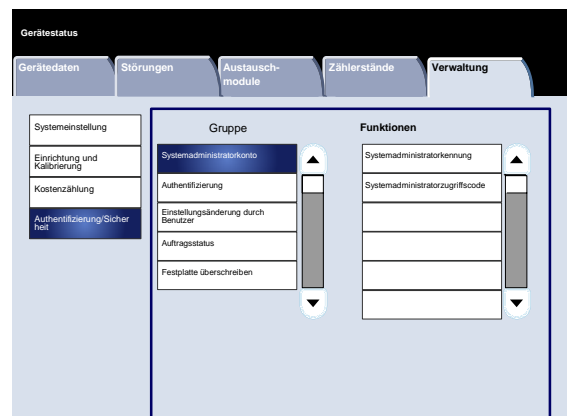 Gerätestatus
Gerätedaten
Störungen
Austausch-
module
Zählerstände
Verwaltung
Systemeinstellung
Einrichtung und
Kalibrierung
Kostenzählung
Authentifizierung/Sicher
heit
Gruppe
Systemadministratorkonto
Authentifizierung
Einstellungsänderung durch
Benutzer
Auftragsstatus
Festplatte überschreiben
Funktionen
Systemadministratorkennung
Systemadministratorzugriffscode